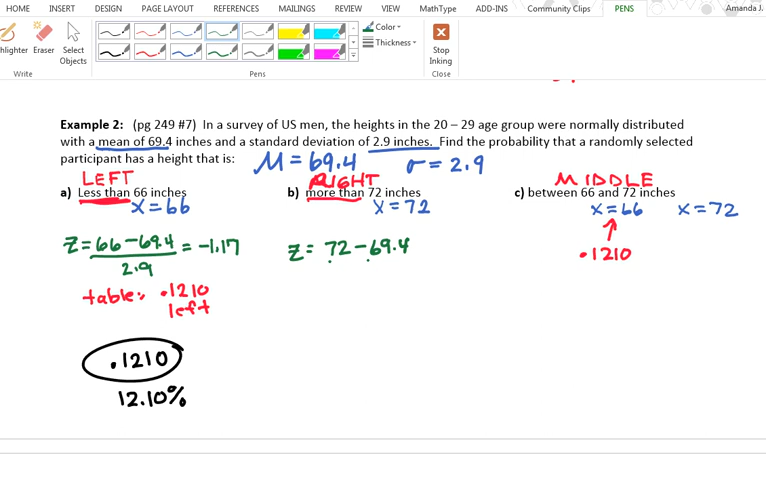 HOME INSERT DESIGN PAGE LAYOUT REFERENCES MAILINGS REVIEW VIEW MathType ADD-INS Community Clips PENS Amanda J.
hlighter Eraser Select Objects
Color
Thickness
Stop Inking
Write Pens Close
Example 2: (pg 249 #7) In a survey of US men, the heights in the 20 – 29 age group were normally distributed
with a mean of 69.4 inches and a standard deviation of 2.9 inches. Find the probability that a randomly selected
participant has a height that is:
M = 69.4 σ = 2.9
LEFT RIGHT MIDDLE
a) Less than 66 inches b) more than 72 inches c) between 66 and 72 inches
x=66 x=72 x=66 x=72
z = 66 – 69.4 = –1.17 z = 72 – 69.4
2.9
.1210
table: .1210
left
.1210
12.10%